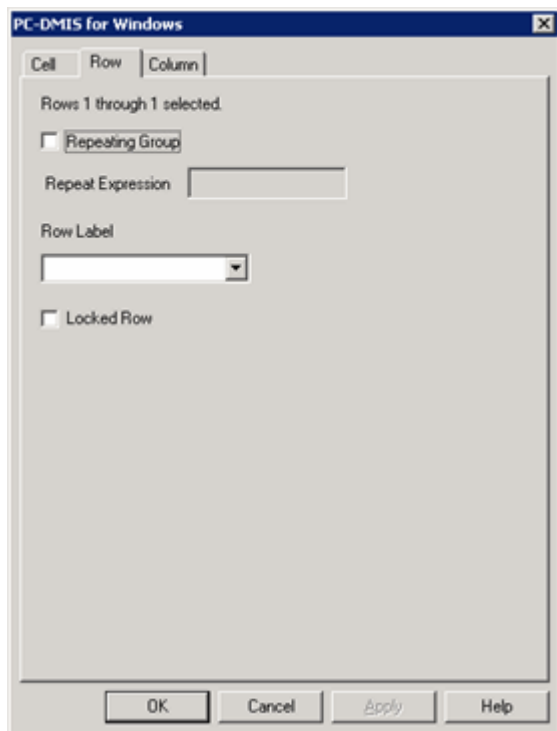 PC-DMIS for Windows
Cell Row Column
Rows 1 through 1 selected.
Repeating Group
Repeat Expression
Row Label
Locked Row
OK Cancel Apply Help